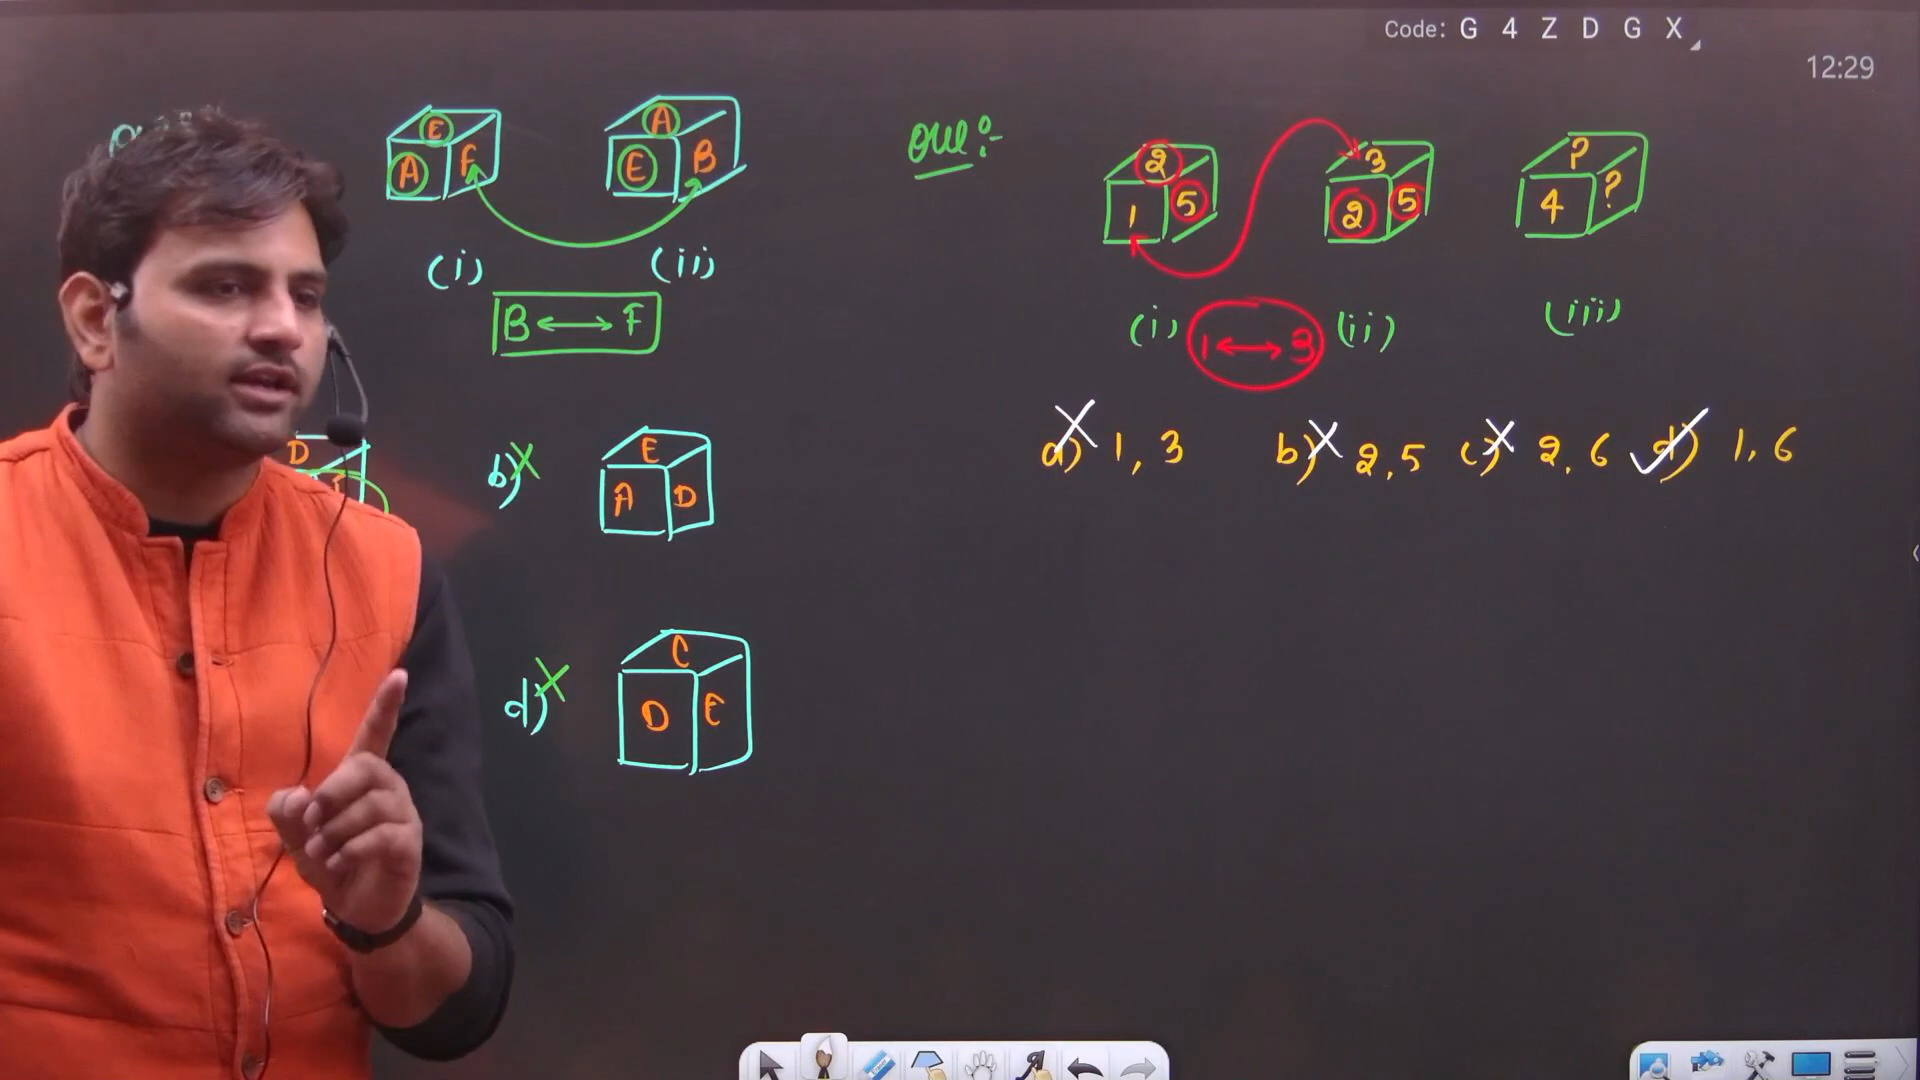 Code: G 4 Z D G X
12:29
E
A F
A
E B
(i) (ii)
B ↔ F
Que:-
2
1 5
3
2 5
?
4 ?
(i) 1 ↔ 3 (ii) (iii)
a) 1, 3 b) 2, 5 c) 2, 6 d) 1, 6
D
b) E
A D
d) C
D E